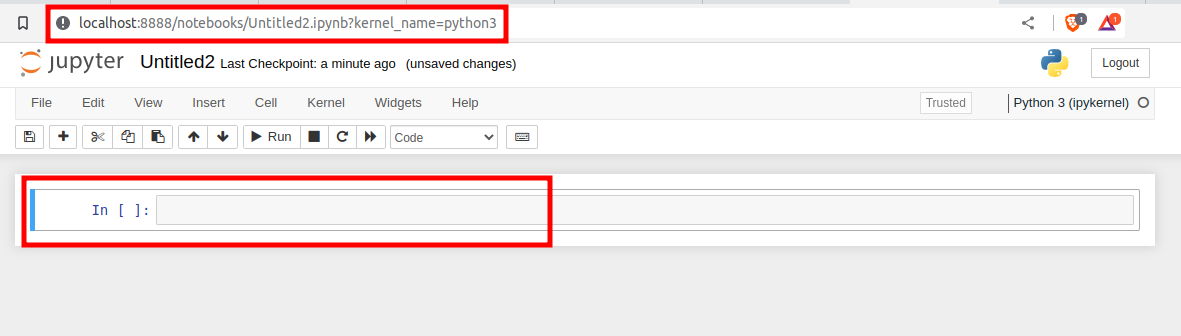 localhost:8888/notebooks/Untitled2.ipynb?kernel_name=python3 1 1
jupyter Untitled2 Last Checkpoint: a minute ago (unsaved changes) Logout
File Edit View Insert Cell Kernel Widgets Help Trusted Python 3 (ipykernel)
Run Code
In [ ]: